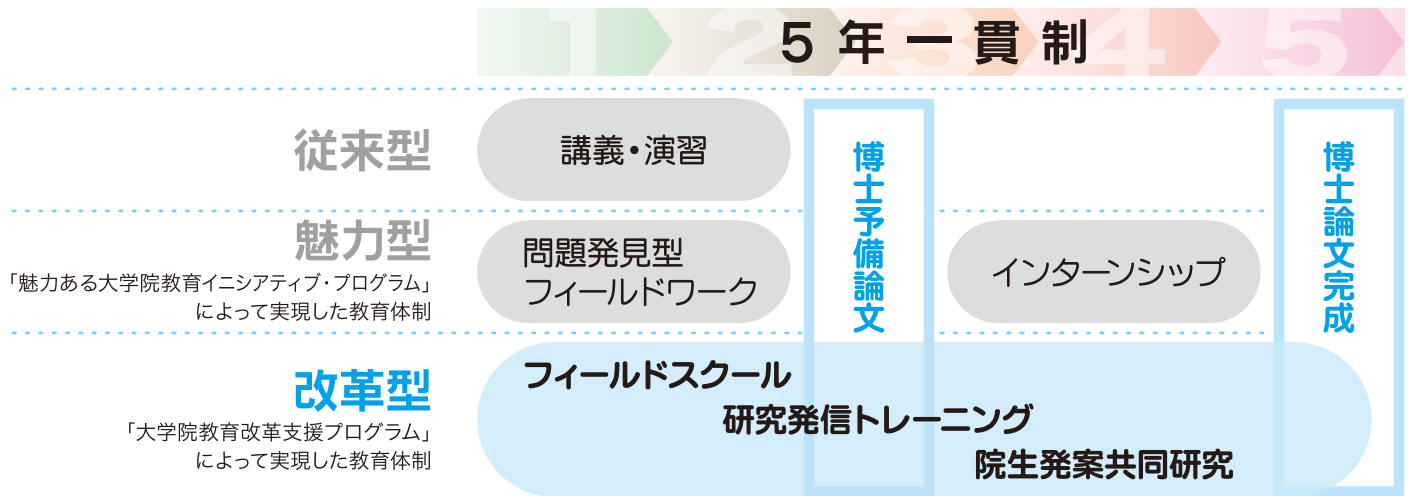 1 2 3 4 5
5年一貫制
従来型
講義・演習
魅力型
「魅力ある大学院教育イニシアティブ・プログラム」
によって実現した教育体制
問題発見型
フィールドワーク
博士予備論文
インターンシップ
博士論文完成
改革型
「大学院教育改革支援プログラム」
によって実現した教育体制
フィールドスクール
研究発信トレーニング
院生発案共同研究